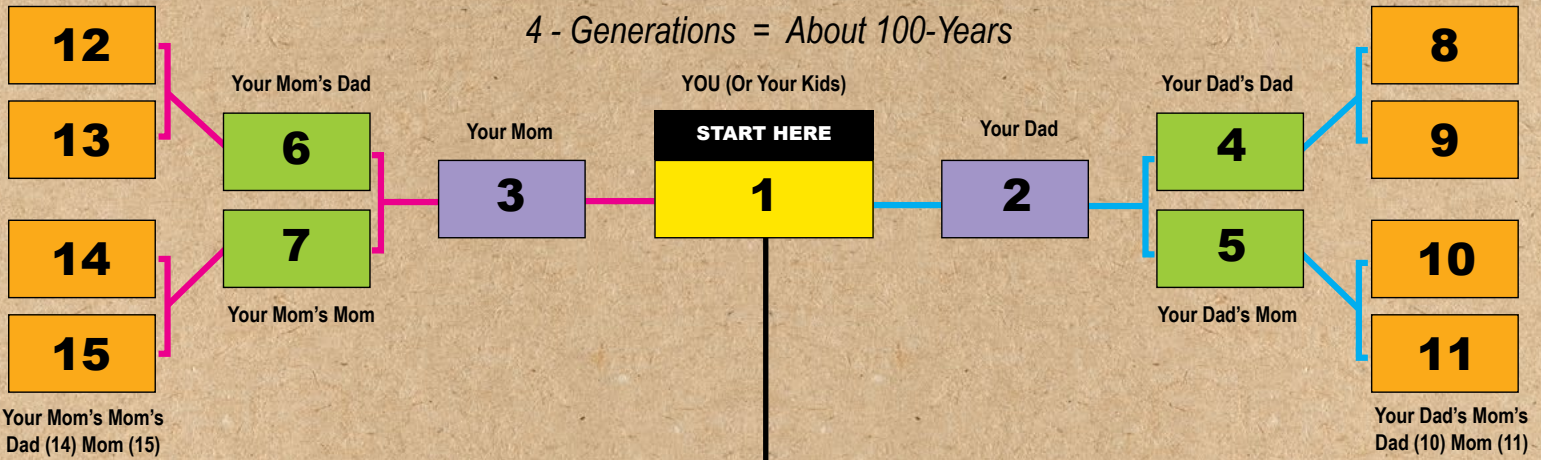 4 - Generations = About 100-Years
12
13
14
15
Your Mom's Mom's
Dad (14) Mom (15)
Your Mom's Dad
6
7
Your Mom's Mom
Your Mom
3
YOU (Or Your Kids)
START HERE
1
Your Dad
2
Your Dad's Dad
4
5
Your Dad's Mom
8
9
10
11
Your Dad's Mom's
Dad (10) Mom (11)